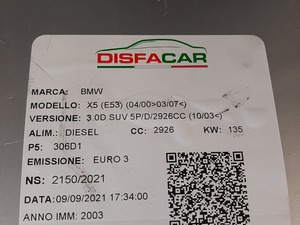 DISFACAR
MARCA: BMW
MODELLO: X5 (E53) (04/00>03/07<)
VERSIONE: 3.0D SUV 5P/D/2926CC (10/03<)
ALIM.: DIESEL CC: 2926 KW: 135
P5: 306D1
EMISSIONE: EURO 3
NS: 2150/2021
DATA: 09/09/2021 17:34:00
ANNO IMM: 2003